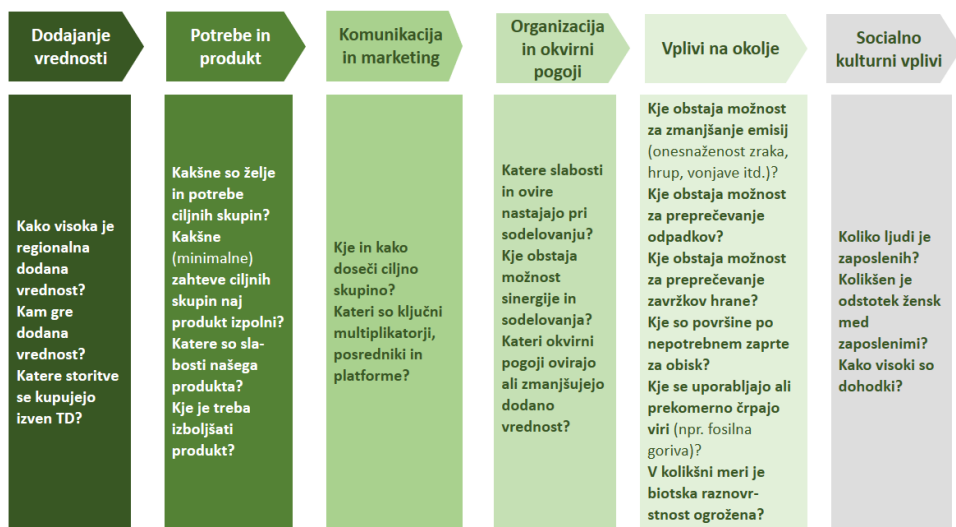 Dodajanje
vrednosti
Potrebe in
produkt
Komunikacija
in marketing
Organizacija
in okvirni
pogoji
Vplivi na okolje
Socialno
kulturni vplivi
Kako visoka je
regionalna
dodana
vrednost?
Kam gre
dodana
vrednost?
Katere storitve
se kupujejo
izven TD?
Kakšne so želje
in potrebe
ciljnih skupin?
Kakšne
(minimalne)
zahteve ciljnih
skupin naj
produkt izpolni?
Katere so sla-
bosti našega
produkta?
Kje je treba
izboljšati
produkt?
Kje in kako
doseči ciljno
skupino?
Kateri so ključni
multiplikatorji,
posredniki in
platforme?
Katere slabosti
in ovire
nastajajo pri
sodelovanju?
Kje obstaja
možnost
sinergije in
sodelovanja?
Kateri okvirni
pogoji ovirajo
ali zmanjšujejo
dodano
vrednost?
Kje obstaja možnost
za zmanjšanje emisij
(onesnaženost zraka,
hrup, vonjave itd.)?
Kje obstaja možnost
za preprečevanje
odpadkov?
Kje obstaja možnost
za preprečevanje
zavržkov hrane?
Kje so površine po
nepotrebnem zaprte
za obisk?
Kje se uporabljajo ali
prekomerno črpajo
viri (npr. fosilna
goriva)?
V kolikšni meri je
biotska raznovr-
stnost ogrožena?
Koliko ljudi je
zaposlenih?
Kolikšen je
odstotek žensk
med
zaposlenimi?
Kako visoki so
dohodki?